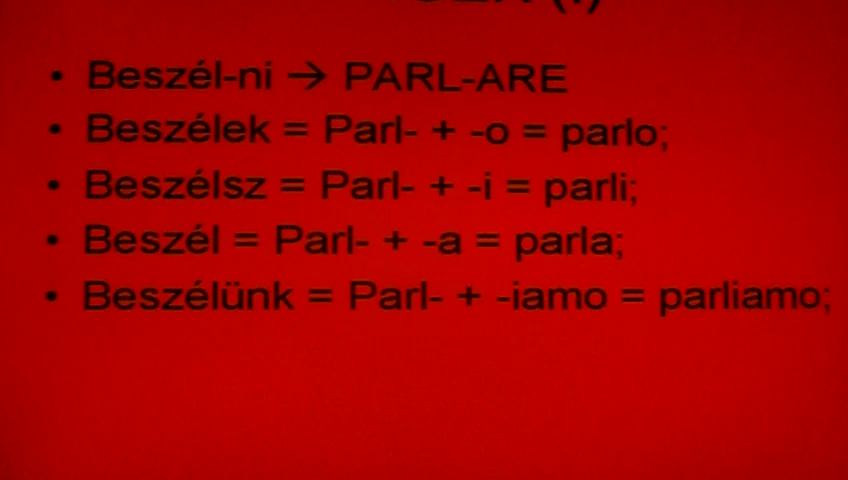 • Beszél-ni → PARL-ARE
• Beszélek = Parl- + -o = parlo;
• Beszélsz = Parl- + -i = parli;
• Beszél = Parl- + -a = parla;
• Beszélünk = Parl- + -iamo = parliamo;